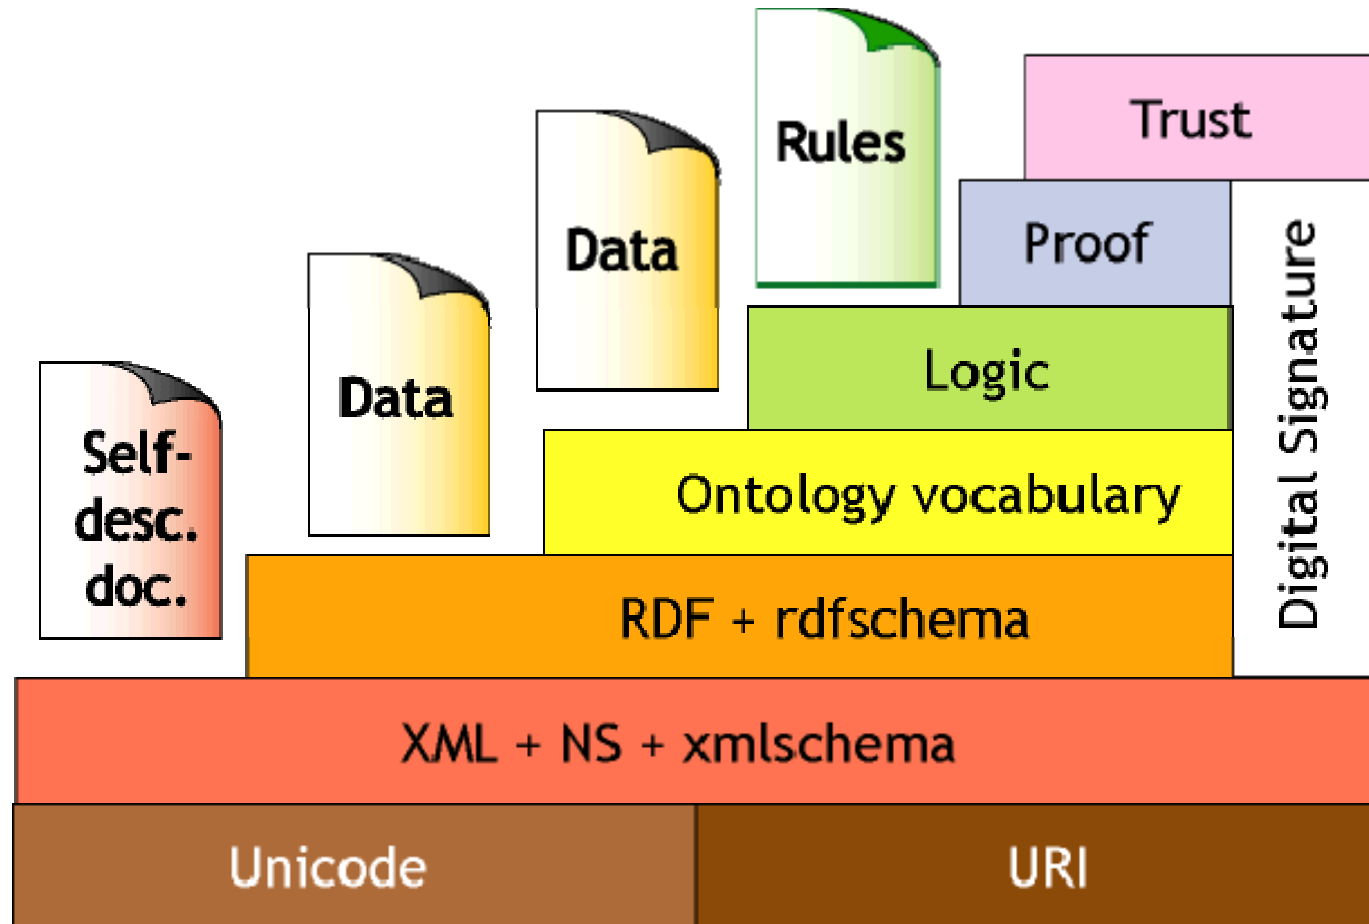 Rules
Trust
Data
Proof
Data
Logic
Self-
desc.
doc.
Ontology vocabulary
Digital Signature
RDF + rdfschema
XML + NS + xmlschema
Unicode
URI